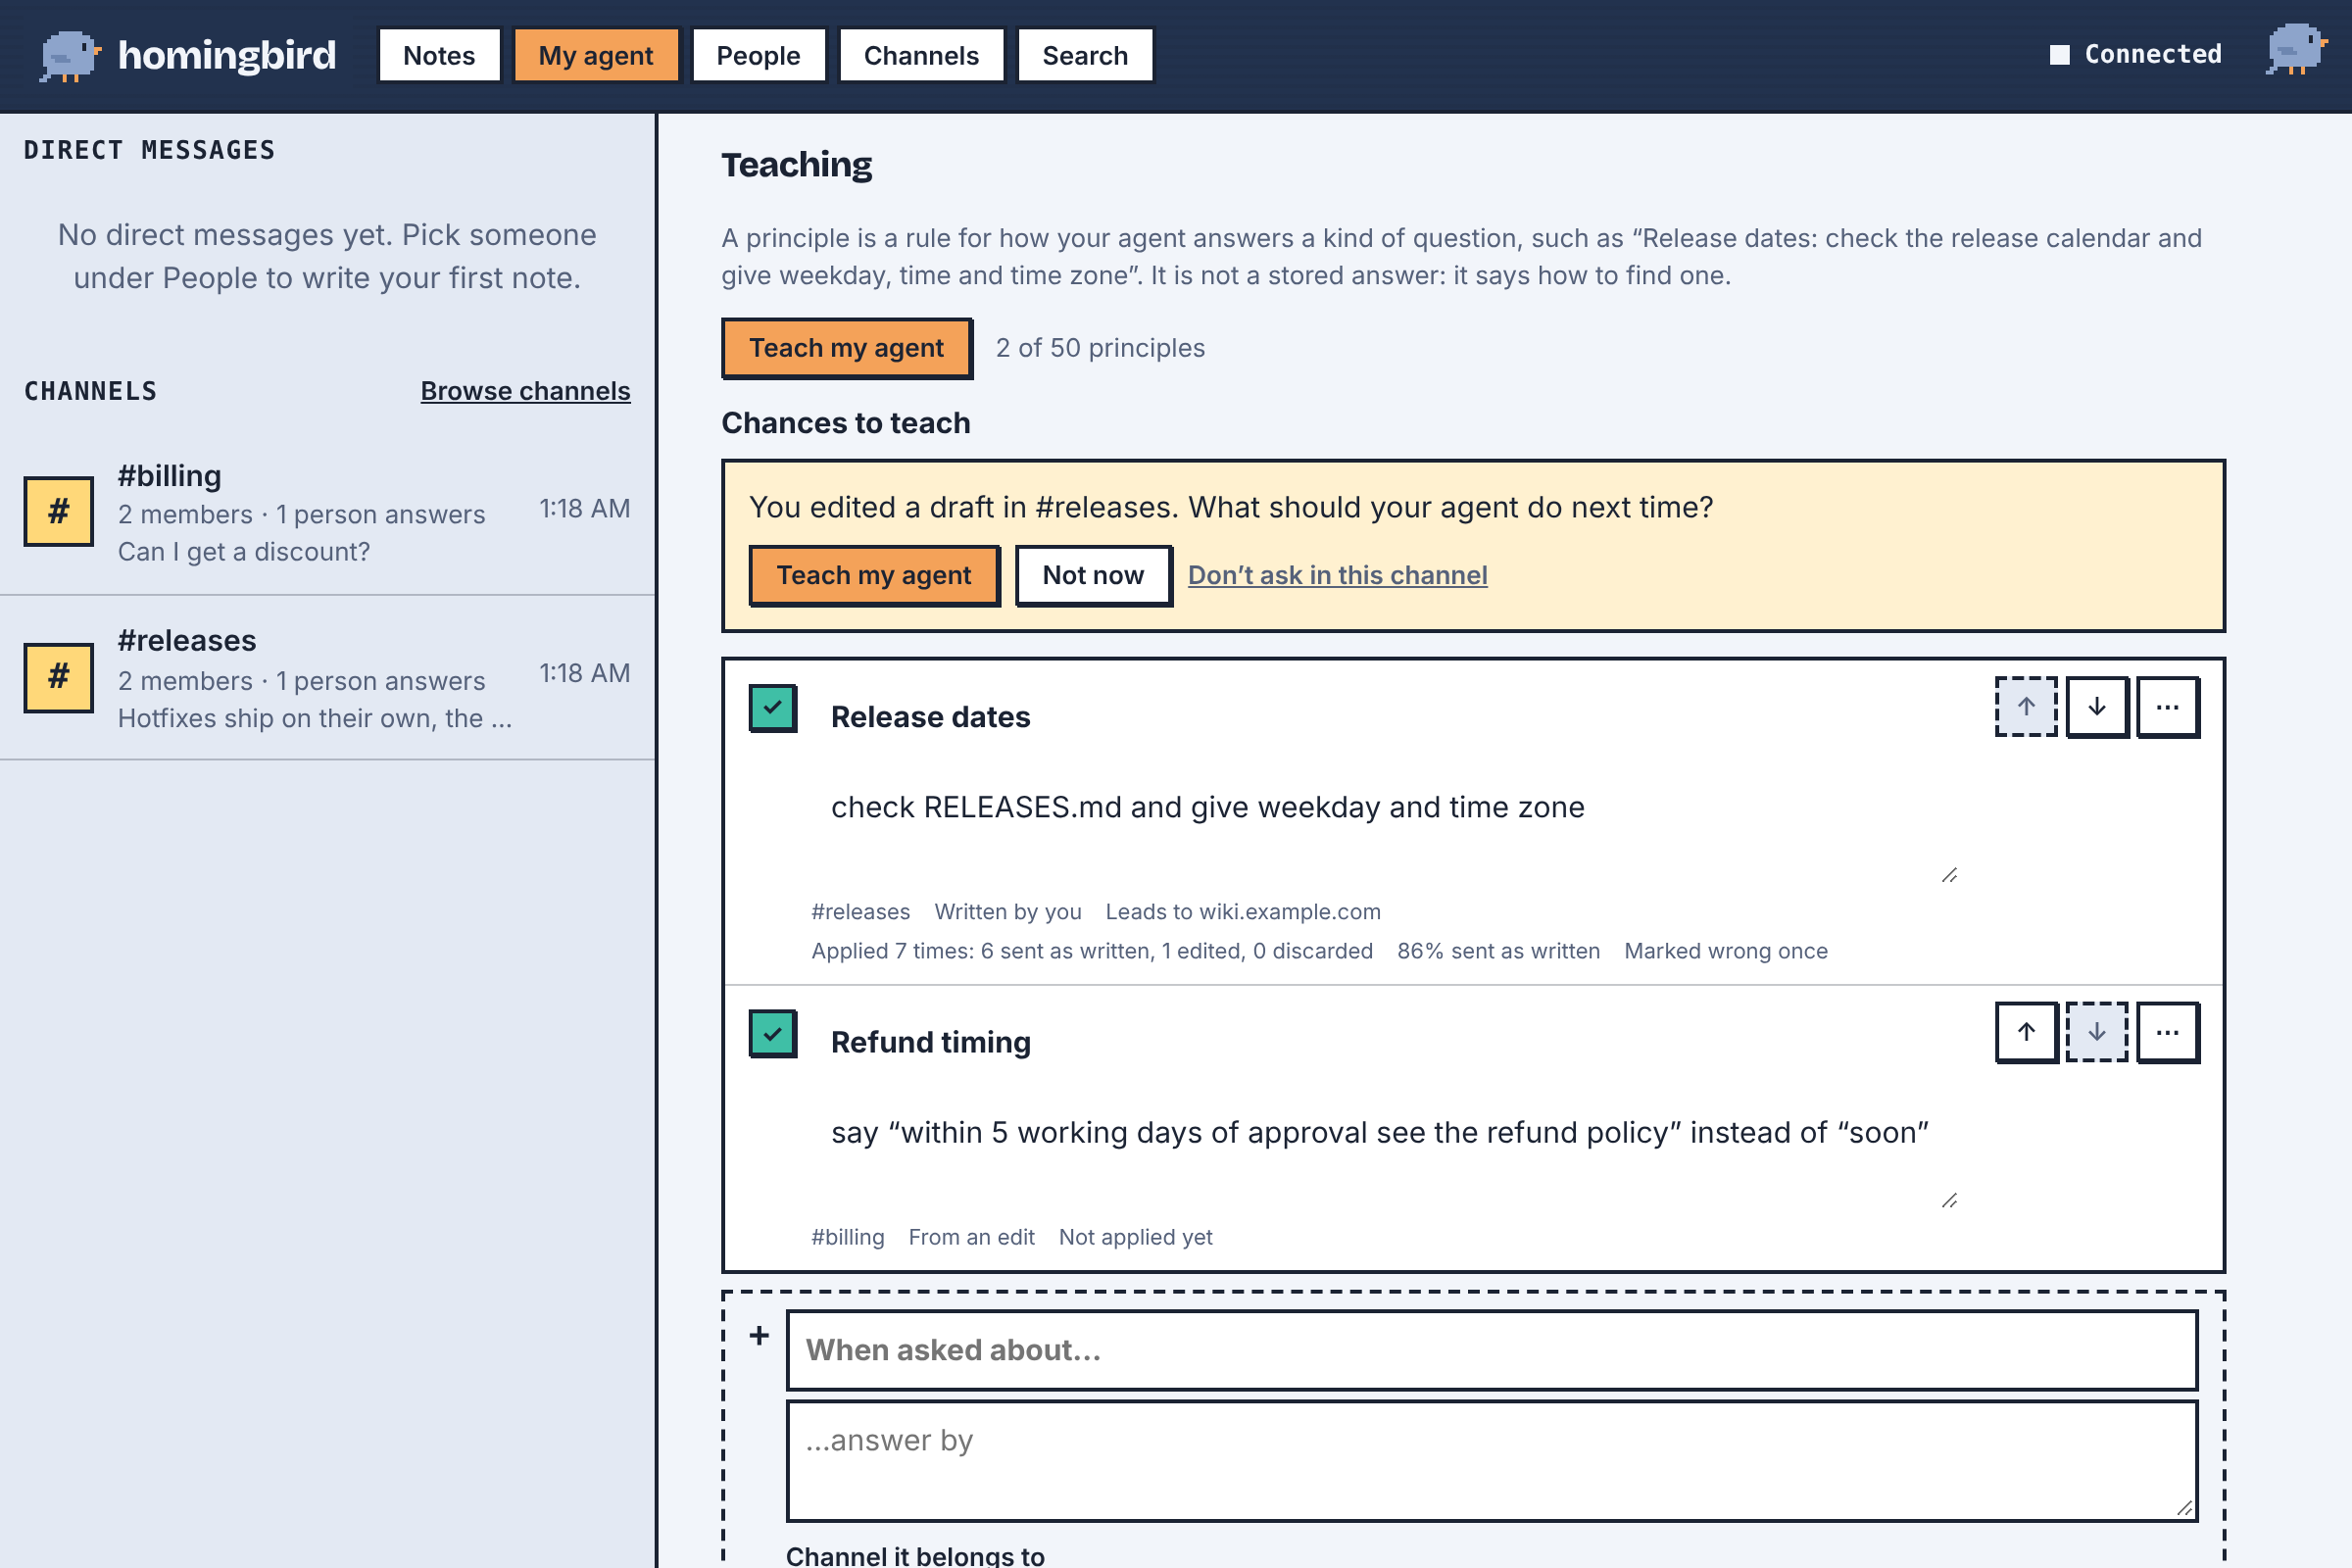 homingbird
Notes
My agent
People
Channels
Search
Connected
DIRECT MESSAGES
No direct messages yet. Pick someone
under People to write your first note.
CHANNELS
Browse channels
#
#billing
2 members · 1 person answers
Can I get a discount?
1:18 AM
#
#releases
2 members · 1 person answers
Hotfixes ship on their own, the ...
1:18 AM
Teaching
A principle is a rule for how your agent answers a kind of question, such as “Release dates: check the release calendar and
give weekday, time and time zone”. It is not a stored answer: it says how to find one.
Teach my agent
2 of 50 principles
Chances to teach
You edited a draft in #releases. What should your agent do next time?
Teach my agent
Not now
Don’t ask in this channel
Release dates
check RELEASES.md and give weekday and time zone
#releases Written by you Leads to wiki.example.com
Applied 7 times: 6 sent as written, 1 edited, 0 discarded 86% sent as written Marked wrong once
Refund timing
say “within 5 working days of approval see the refund policy” instead of “soon”
#billing From an edit Not applied yet
+
When asked about...
...answer by
Channel it belongs to